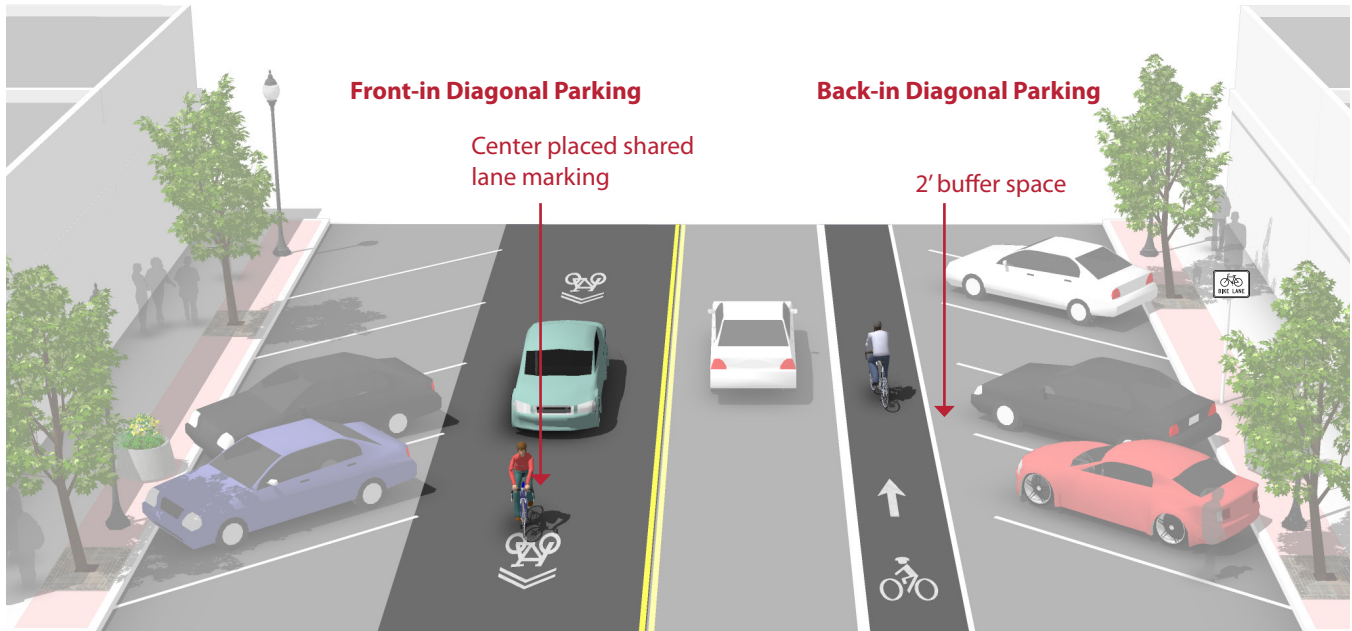 Front-in Diagonal Parking
Back-in Diagonal Parking
Center placed shared
lane marking
2’ buffer space
BIKE LANE